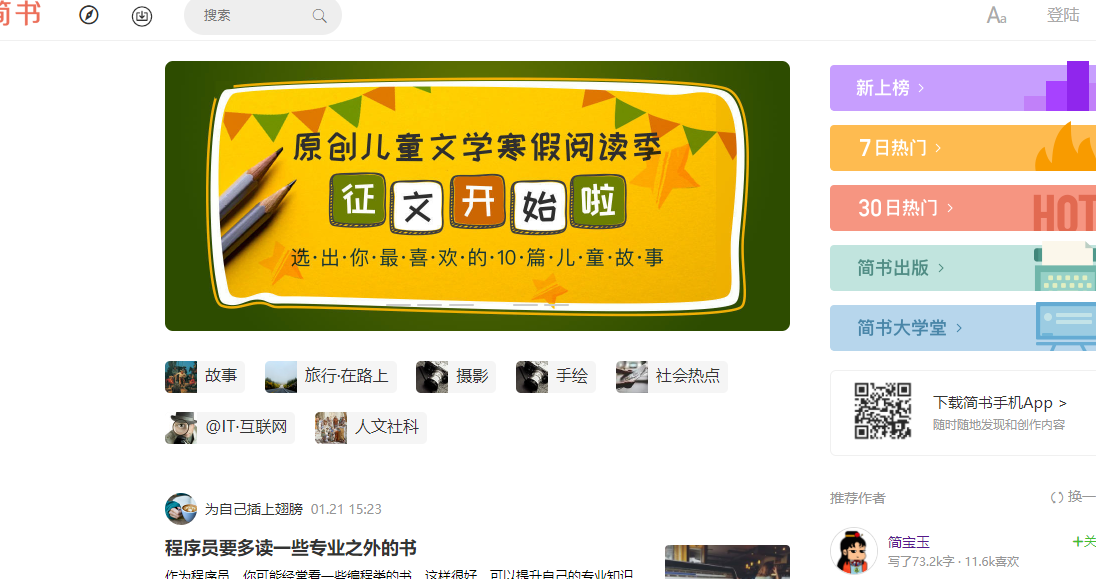 简书
搜索
Aa
登陆
原创儿童文学寒假阅读季
征文开始啦
选·出·你·最·喜·欢·的·10·篇·儿·童·故·事
新上榜 >
7日热门 >
30日热门 >
HOT
简书出版 >
简书大学堂 >
故事
旅行·在路上
摄影
手绘
社会热点
@IT·互联网
人文社科
下载简书手机App >
随时随地发现和创作内容
推荐作者
换一
简宝玉
+关
写了73.2k字 · 11.6k喜欢
为自己插上翅膀 01.21 15:23
程序员要多读一些专业之外的书
作为程序员，你可能经常看一些编程类的书，这样很好，可以提升自己的专业知识